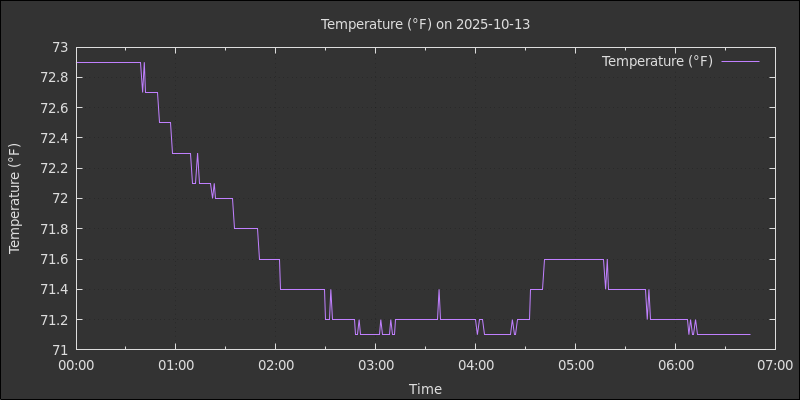 Temperature (°F) on 2025-10-13
Temperature (°F)
73
72.8
72.6
72.4
72.2
72
71.8
71.6
71.4
71.2
71
Temperature (°F)
00:00 01:00 02:00 03:00 04:00 05:00 06:00 07:00
Time